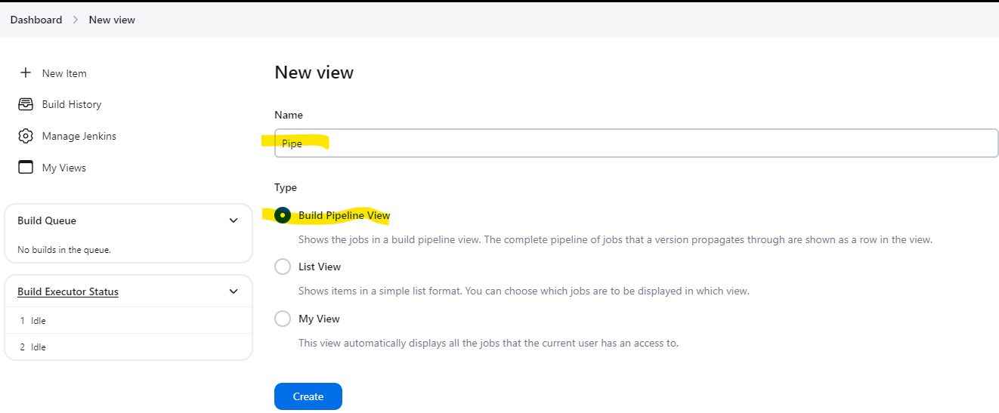 Dashboard > New view
New Item
Build History
Manage Jenkins
My Views
Build Queue
No builds in the queue.
Build Executor Status
1 Idle
2 Idle
New view
Name
Pipe
Type
Build Pipeline View
Shows the jobs in a build pipeline view. The complete pipeline of jobs that a version propagates through are shown as a row in the view.
List View
Shows items in a simple list format. You can choose which jobs are to be displayed in which view.
My View
This view automatically displays all the jobs that the current user has an access to.
Create